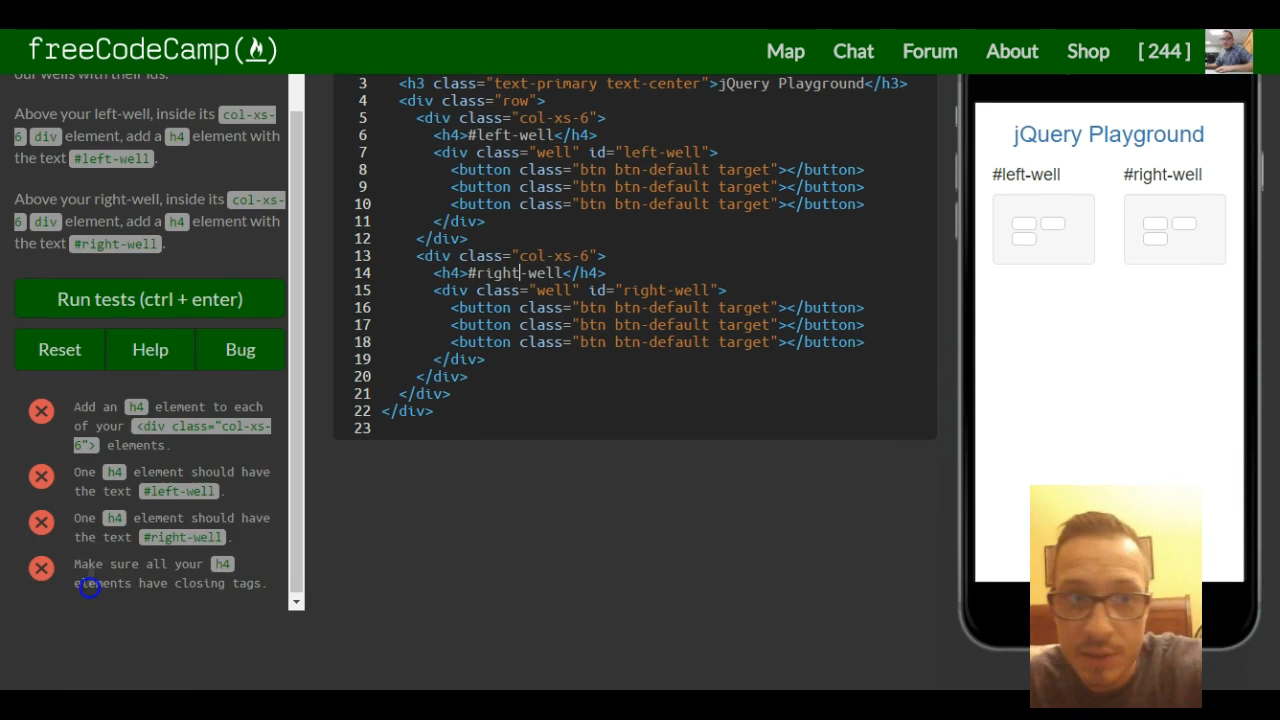 freeCodeCamp
Map Chat Forum About Shop [ 244 ]
our wells with their ids.
Above your left-well, inside its col-xs-
6 div element, add a h4 element with
the text #left-well .
Above your right-well, inside its col-xs-
6 div element, add a h4 element with
the text #right-well .
Run tests (ctrl + enter)
Reset Help Bug
Add an h4 element to each
of your <div class="col-xs-
6"> elements.
One h4 element should have
the text #left-well .
One h4 element should have
the text #right-well .
Make sure all your h4
elements have closing tags.
3 <h3 class="text-primary text-center">jQuery Playground</h3>
4 <div class="row">
5 <div class="col-xs-6">
6 <h4>#left-well</h4>
7 <div class="well" id="left-well">
8 <button class="btn btn-default target"></button>
9 <button class="btn btn-default target"></button>
10 <button class="btn btn-default target"></button>
11 </div>
12 </div>
13 <div class="col-xs-6">
14 <h4>#right-well</h4>
15 <div class="well" id="right-well">
16 <button class="btn btn-default target"></button>
17 <button class="btn btn-default target"></button>
18 <button class="btn btn-default target"></button>
19 </div>
20 </div>
21 </div>
22 </div>
23
jQuery Playground
#left-well #right-well